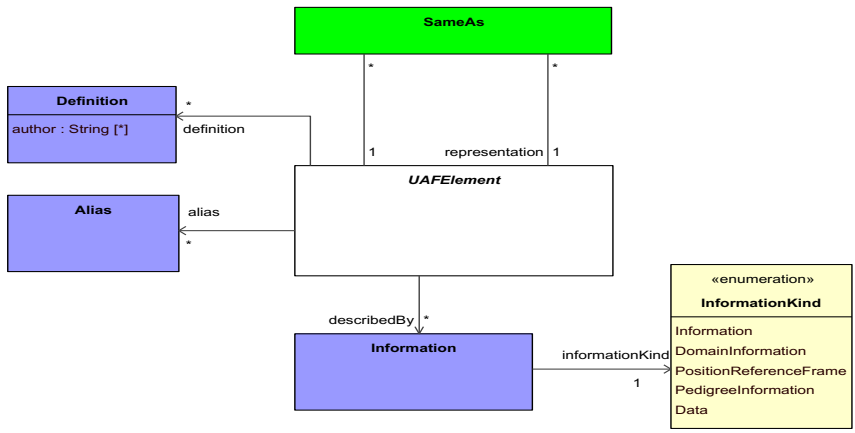 SameAs
*
*
Definition
author : String [*]
*
definition
1
representation
1
UAFElement
Alias
alias
*
describedBy
*
Information
informationKind
1
«enumeration»
InformationKind
Information
DomainInformation
PositionReferenceFrame
PedigreeInformation
Data